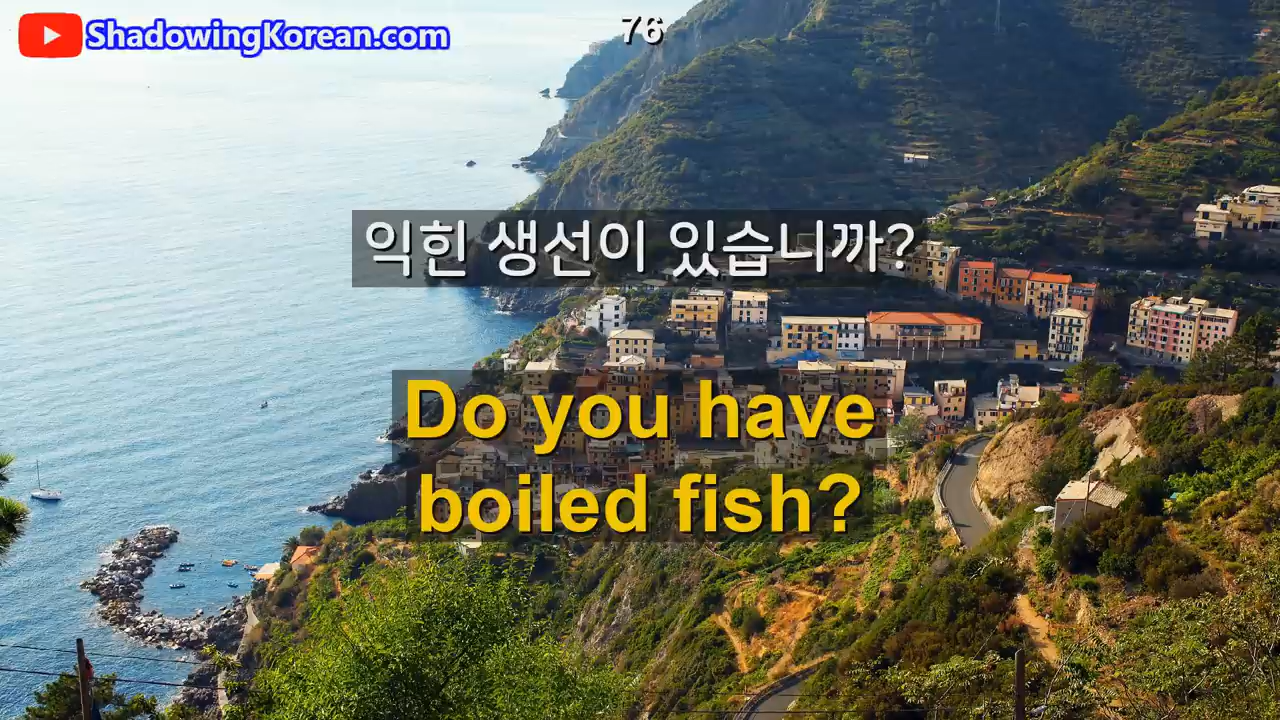 ShadowingKorean.com
76
익힌 생선이 있습니까?
Do you have
boiled fish?